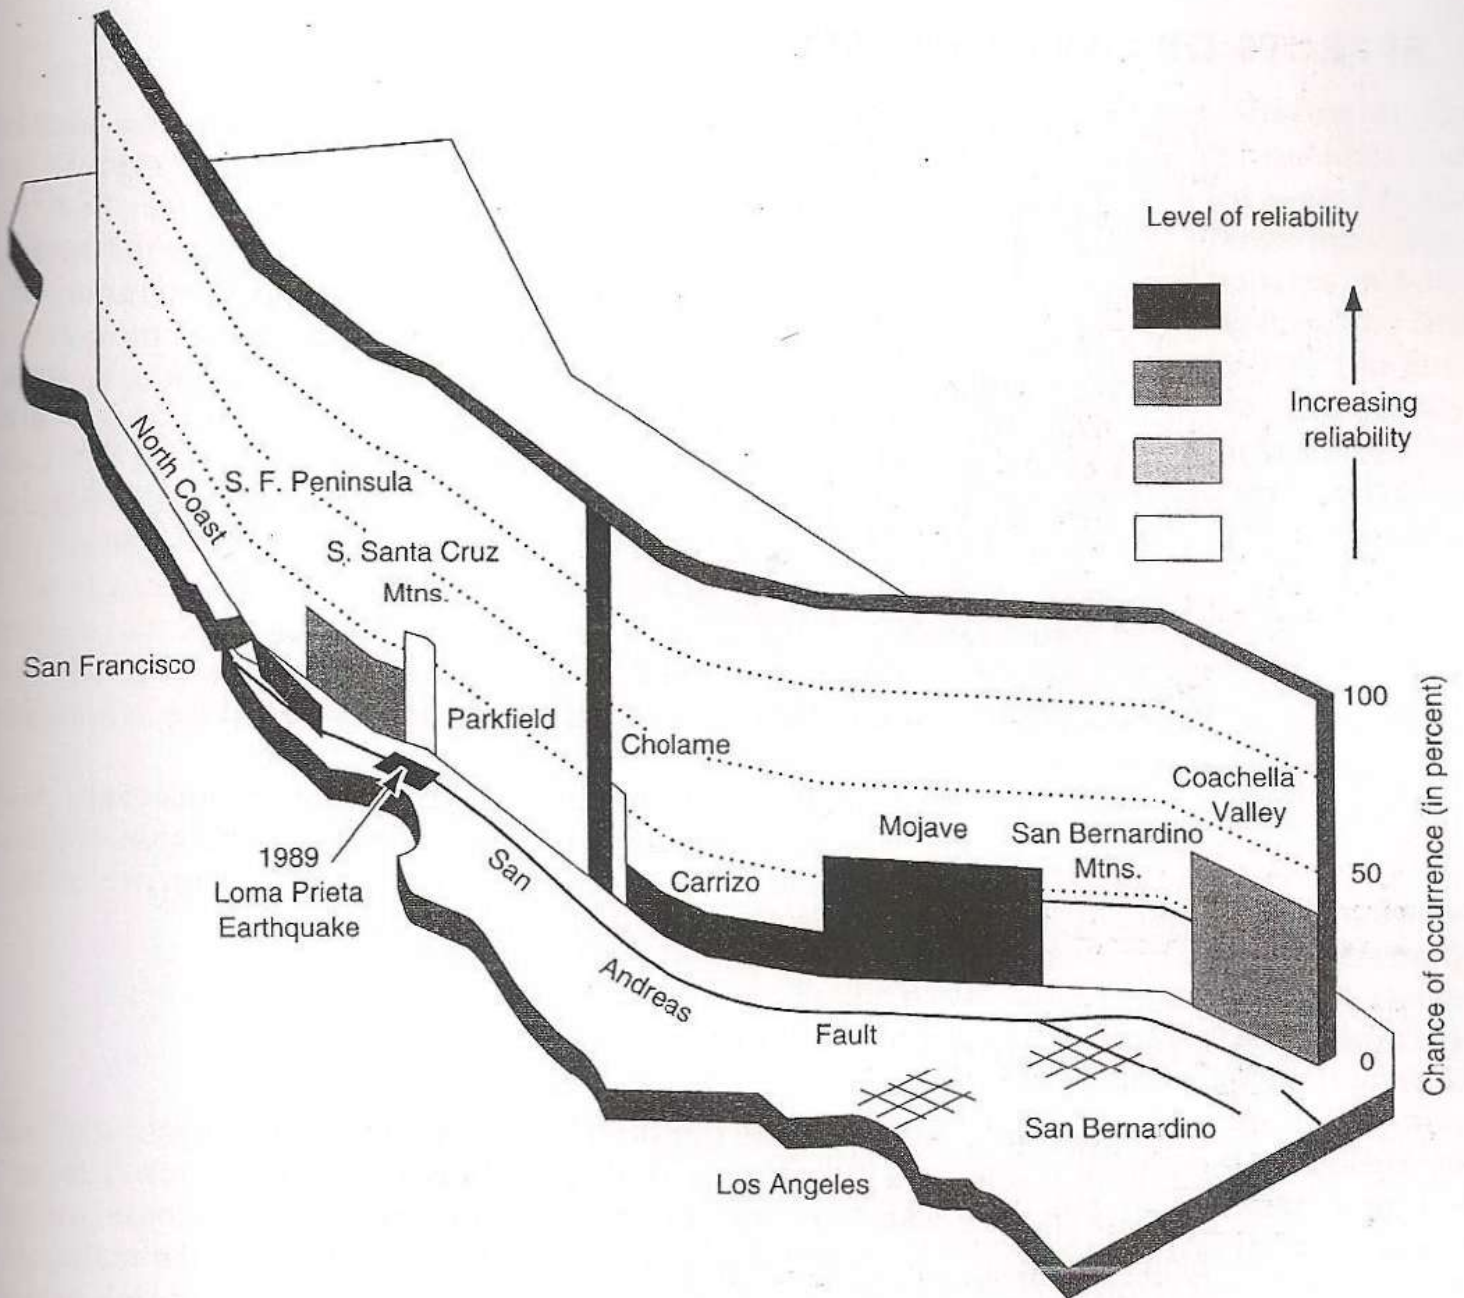 Level of reliability
Increasing
reliability
North Coast
S. F. Peninsula
S. Santa Cruz
Mtns.
San Francisco
Parkfield
Cholame
100
Coachella
Valley
Mojave
San Bernardino
Mtns.
Carrizo
50
Chance of occurrence (in percent)
1989
Loma Prieta
Earthquake
San
Andreas
Fault
0
San Bernardino
Los Angeles